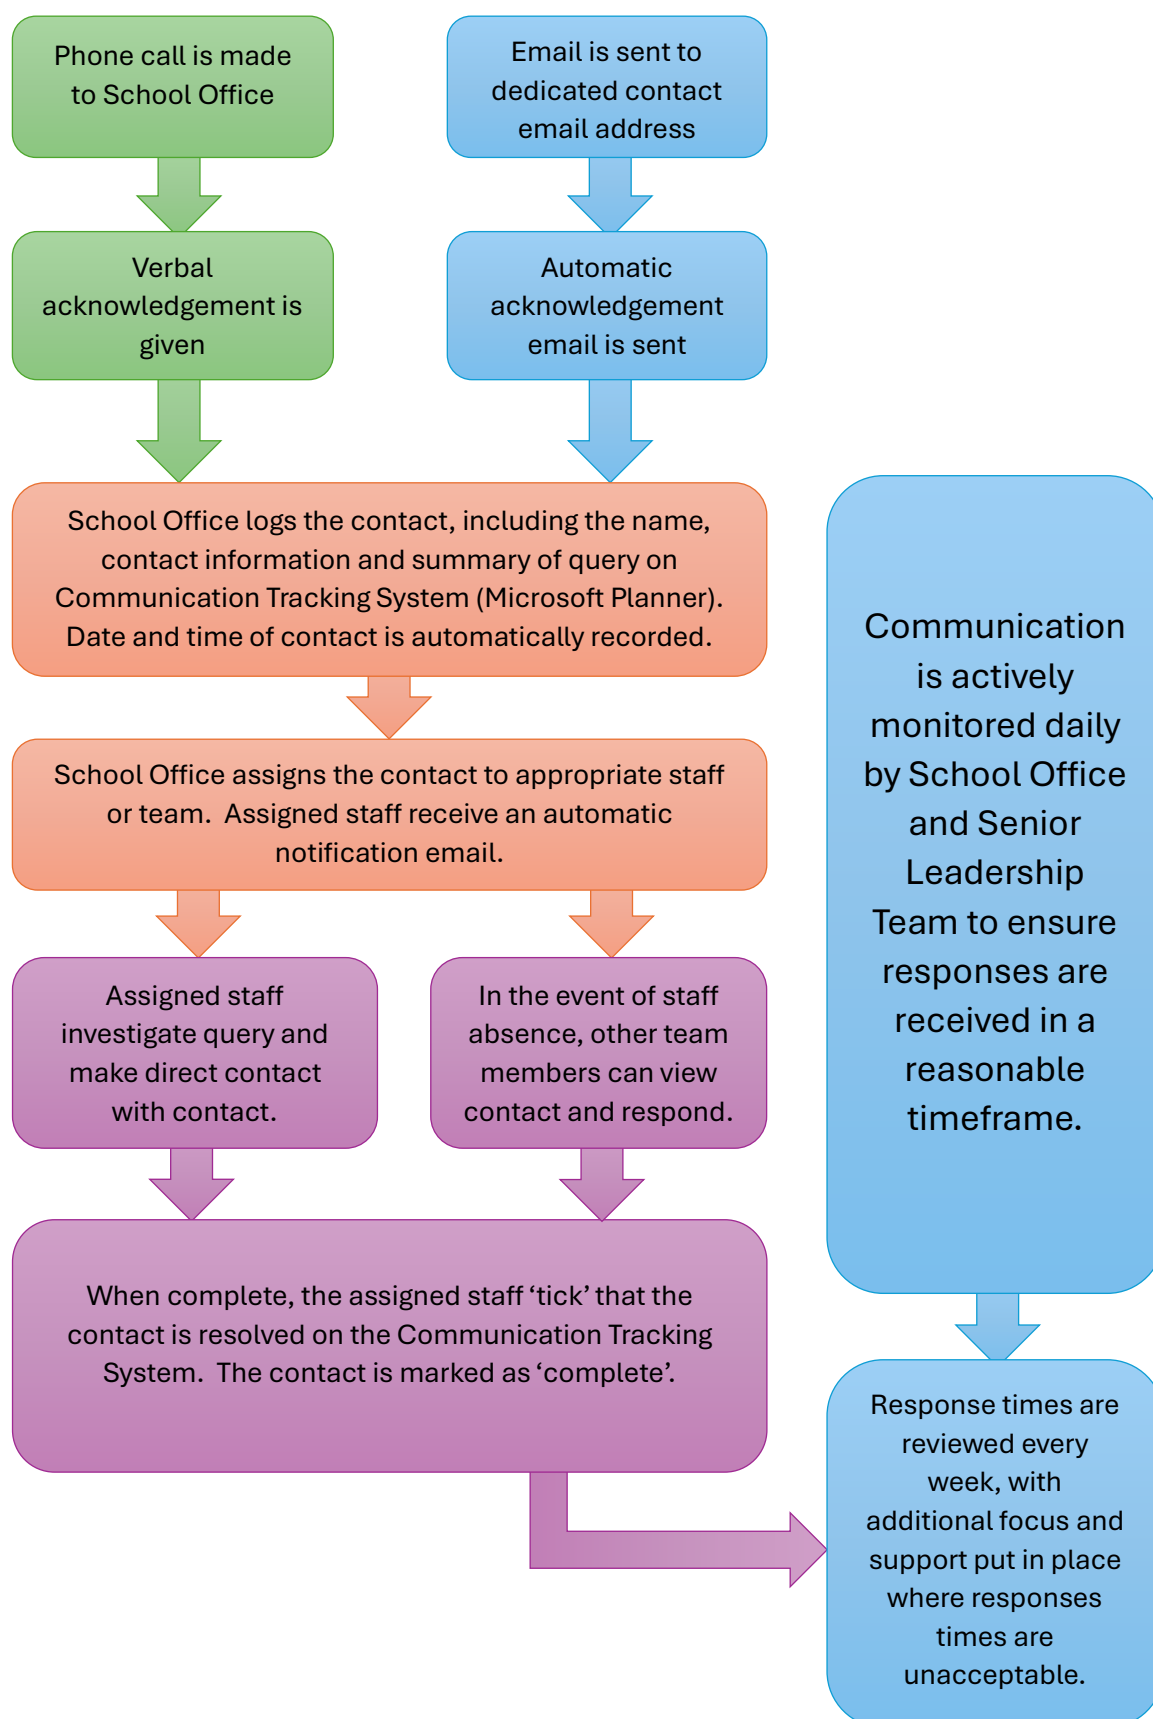 Phone call is made
to School Office
Email is sent to
dedicated contact
email address
Verbal
acknowledgement is
given
Automatic
acknowledgement
email is sent
School Office logs the contact, including the name,
contact information and summary of query on
Communication Tracking System (Microsoft Planner).
Date and time of contact is automatically recorded.
School Office assigns the contact to appropriate staff
or team.  Assigned staff receive an automatic
notification email.
Assigned staff
investigate query and
make direct contact
with contact.
In the event of staff
absence, other team
members can view
contact and respond.
When complete, the assigned staff ‘tick’ that the
contact is resolved on the Communication Tracking
System.  The contact is marked as ‘complete’.
Communication
is actively
monitored daily
by School Office
and Senior
Leadership
Team to ensure
responses are
received in a
reasonable
timeframe.
Response times are
reviewed every
week, with
additional focus and
support put in place
where responses
times are
unacceptable.